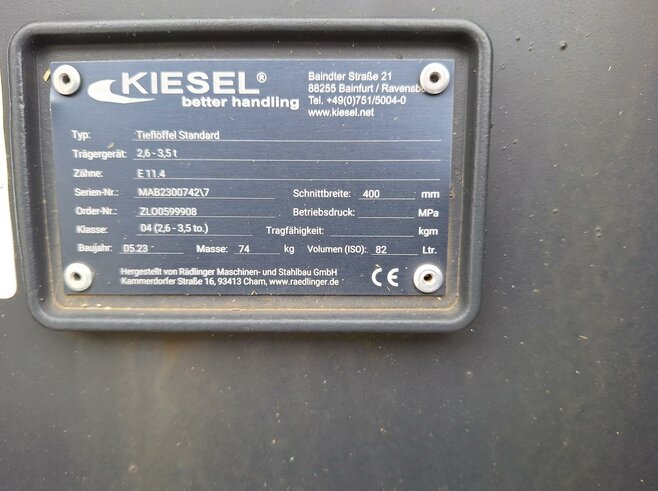 KIESEL®
better handling
Baindter Straße 21
88255 Bainfurt / Ravensb
Tel. +49(0)751/5004-0
www.kiesel.net
Typ: Tieflöffel Standard
Trägergerät: 2,6 - 3,5 t
Zähne: E 11.4
Serien-Nr.: MAB2300742\7 Schnittbreite: 400 mm
Order-Nr.: ZLO0599908 Betriebsdruck: MPa
Klasse: 04 (2,6 - 3,5 to.) Tragfähigkeit: kgm
Baujahr: 05.23 Masse: 74 kg Volumen (ISO): 82 Ltr.
Hergestellt von Rädlinger Maschinen- und Stahlbau GmbH
Kammerdorfer Straße 16, 93413 Cham, www.raedlinger.de
CE